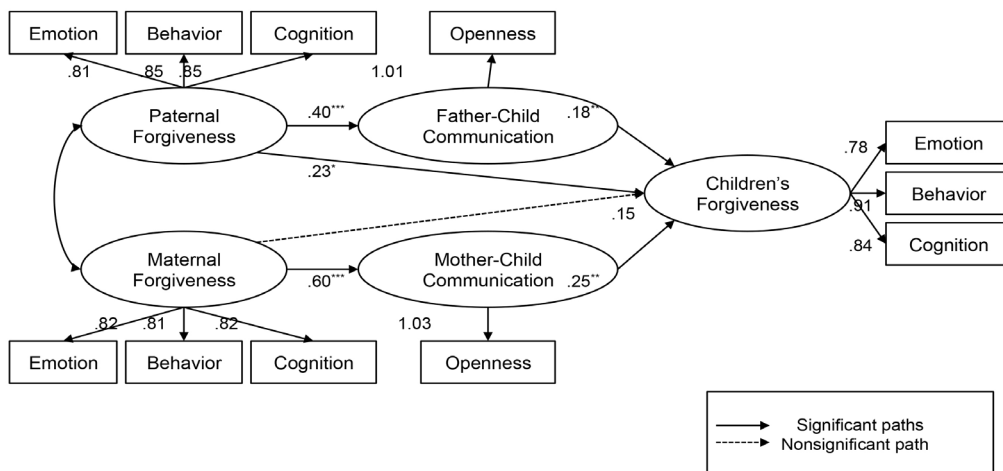 Emotion
Behavior
Cognition
Openness
.81
.85
.85
1.01
Paternal
Forgiveness
.40***
Father-Child
Communication
.18**
.23*
Children's
Forgiveness
.78
Emotion
.91
Behavior
.84
Cognition
.15
Maternal
Forgiveness
.60***
Mother-Child
Communication
.25**
.82
.81
.82
1.03
Emotion
Behavior
Cognition
Openness
Significant paths
Nonsignificant path